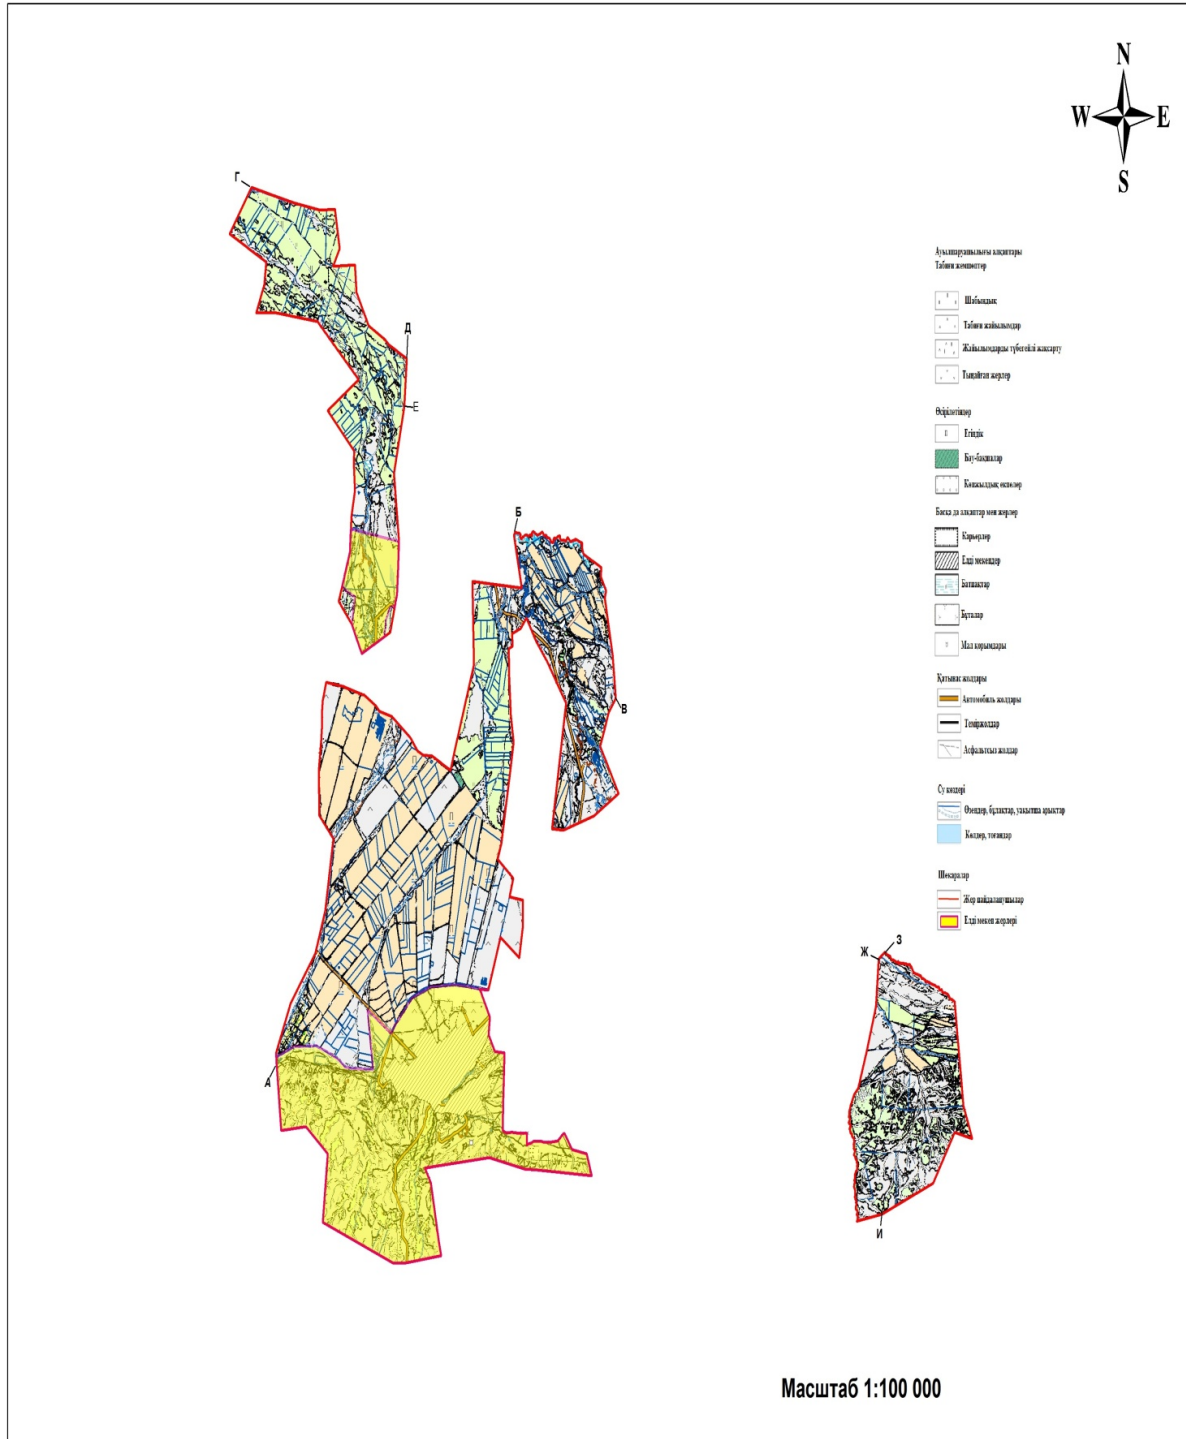 N
W E
S
Г
Д
Е
Б
В
А
З
Ж
И
Ауылшаруашылығы алқаптары
Табиғи жемшөптер
Шабындық
Табиғи жайылымдар
Жайылымдарды түбегейлі жақсарту
Тыңайған жерлер
Өсірілетіндер
Егіндік
Бау-бақшалар
Көпжылдық екпелер
Басқа да алқаптар мен жерлер
Карьерлер
Елді мекендер
Батпақтар
Бұталар
Мал қорымдары
Қатынас жолдары
Автомобиль жолдары
Теміржолдар
Асфальтсыз жолдар
Су көздері
Өзендер, бұлақтар, уақытша арықтар
Көлдер, тоғандар
Шекаралар
Жер пайдаланушылар
Елді мекен жерлері
Масштаб 1:100 000